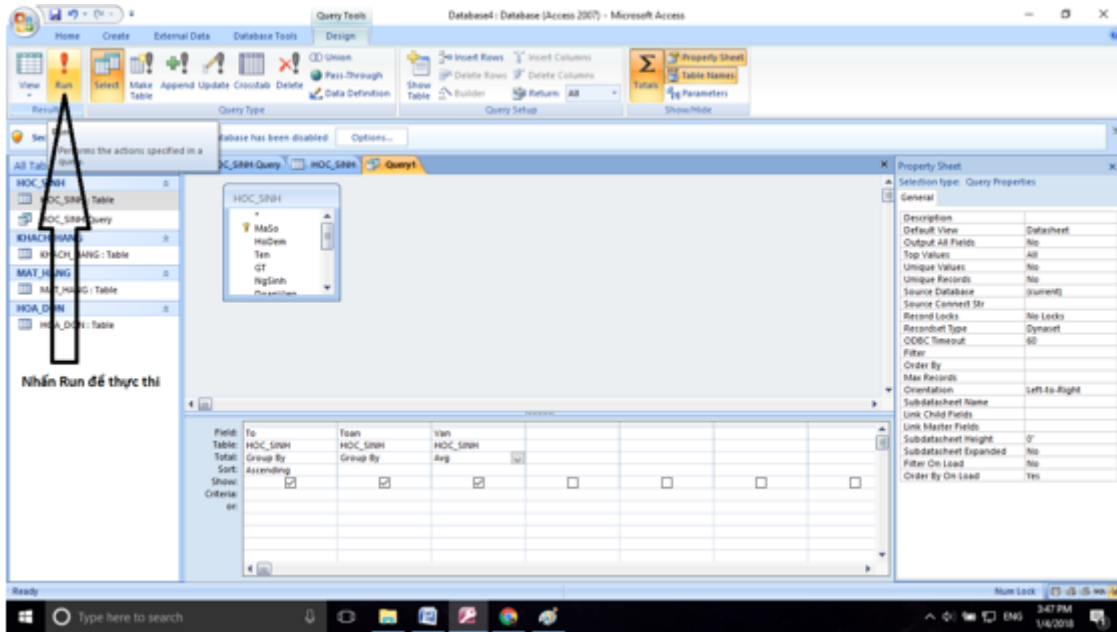 Query Tools
Database4 : Database (Access 2007) - Microsoft Access
Home Create External Data Database Tools Design
View
Run
Select
Make Table
Append
Update
Crosstab
Delete
Union
Pass-Through
Data Definition
Show Table
Insert Rows
Delete Rows
Builder
Insert Columns
Delete Columns
Return: All
Totals
Property Sheet
Table Names
Parameters
Query Type
Query Setup
Show/Hide
Performs the actions specified in a
query.
database has been disabled
Options...
HOC_SINH
HOC_SINH : Table
HOC_SINH Query
KHACH_HANG
KHACH_HANG : Table
MAT_HANG
MAT_HANG : Table
HOA_DON
HOA_DON : Table
Nhấn Run để thực thi
HOC_SINH Query
HOC_SINH
Query1
HOC_SINH
*
MaSo
HoDem
Ten
GT
NgSinh
Field: To Toan Van
Table: HOC_SINH HOC_SINH HOC_SINH
Total: Group By Group By Avg
Sort: Ascending
Show:
Criteria:
or:
Property Sheet
Selection type: Query Properties
General
Description
Default View Datasheet
Output All Fields No
Top Values All
Unique Values No
Unique Records No
Source Database (current)
Source Connect Str
Record Locks No Locks
Recordset Type Dynaset
ODBC Timeout 60
Filter
Order By
Max Records
Orientation Left-to-Right
Subdatasheet Name
Link Child Fields
Link Master Fields
Subdatasheet Height 0"
Subdatasheet Expanded No
Filter On Load No
Order By On Load Yes
Ready
Num Lock
Type here to search
ENG
3:47 PM
1/4/2018